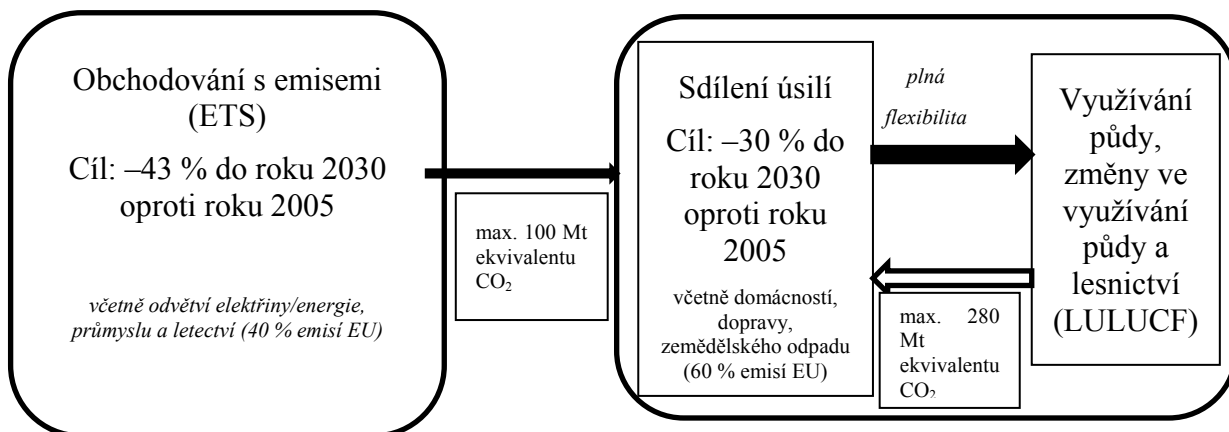 Obchodování s emisemi
(ETS)
Cíl: –43 % do roku 2030
oproti roku 2005
včetně odvětví elektřiny/energie,
průmyslu a letectví (40 % emisí EU)
max. 100 Mt
ekvivalentu
CO₂
Sdílení úsilí
Cíl: –30 % do
roku 2030
oproti roku
2005
včetně domácností,
dopravy,
zemědělského odpadu
(60 % emisí EU)
plná
flexibilita
max. 280
Mt
ekvivalentu
CO₂
Využívání
půdy,
změny ve
využívání
půdy a
lesnictví
(LULUCF)